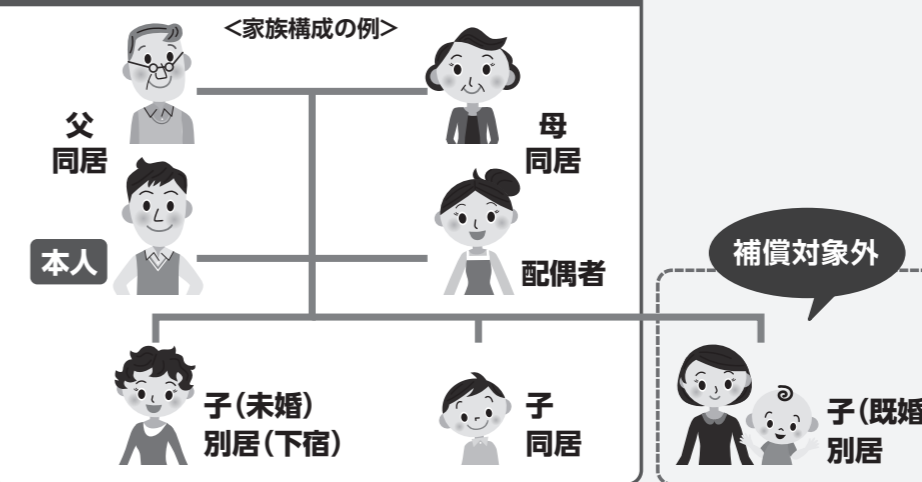 ＜家族構成の例＞
父
同居
母
同居
本人
配偶者
補償対象外
子（未婚）
別居（下宿）
子
同居
子（既婚
別居